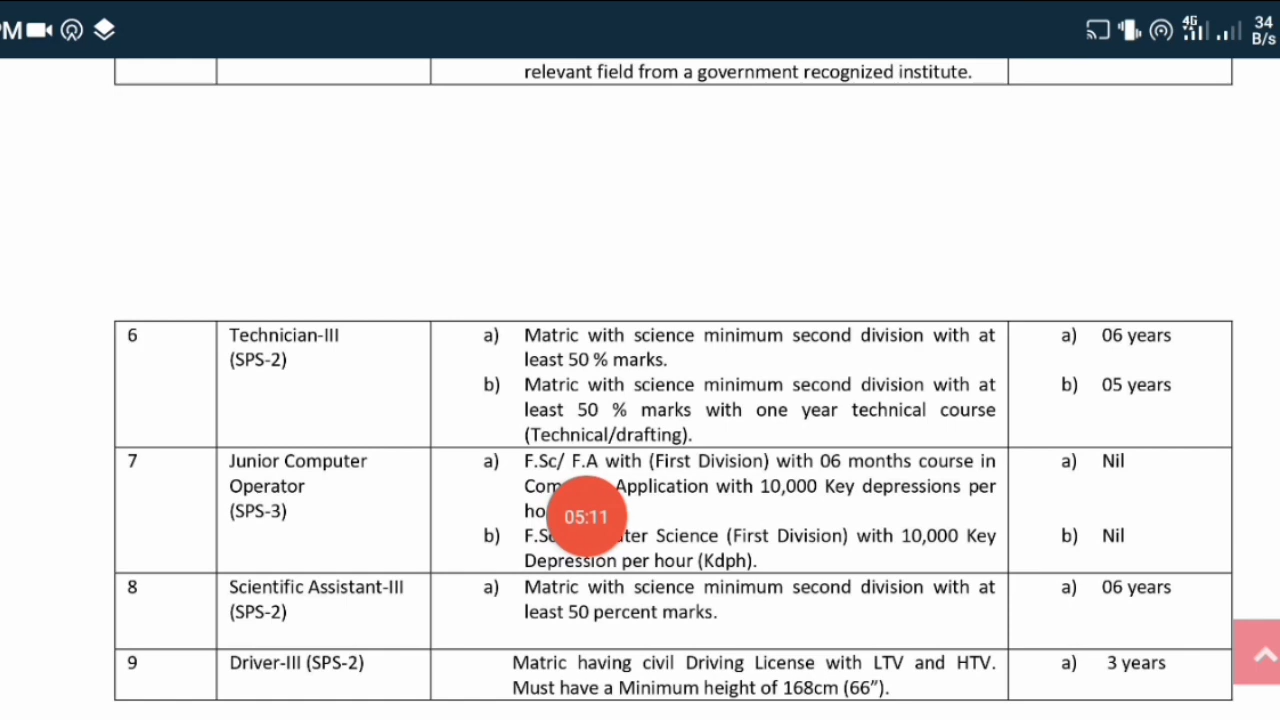 PM
4G
34
B/s
relevant field from a government recognized institute.
6
Technician-III
(SPS-2)
a) Matric with science minimum second division with at
least 50 % marks.
b) Matric with science minimum second division with at
least 50 % marks with one year technical course
(Technical/drafting).
a) 06 years
b) 05 years
7
Junior Computer
Operator
(SPS-3)
a) F.Sc/ F.A with (First Division) with 06 months course in
Application with 10,000 Key depressions per
b) Science (First Division) with 10,000 Key
Depression per hour (Kdph).
a) Nil
b) Nil
05:11
8
Scientific Assistant-III
(SPS-2)
a) Matric with science minimum second division with at
least 50 percent marks.
a) 06 years
9
Driver-III (SPS-2)
Matric having civil Driving License with LTV and HTV.
Must have a Minimum height of 168cm (66”).
a) 3 years